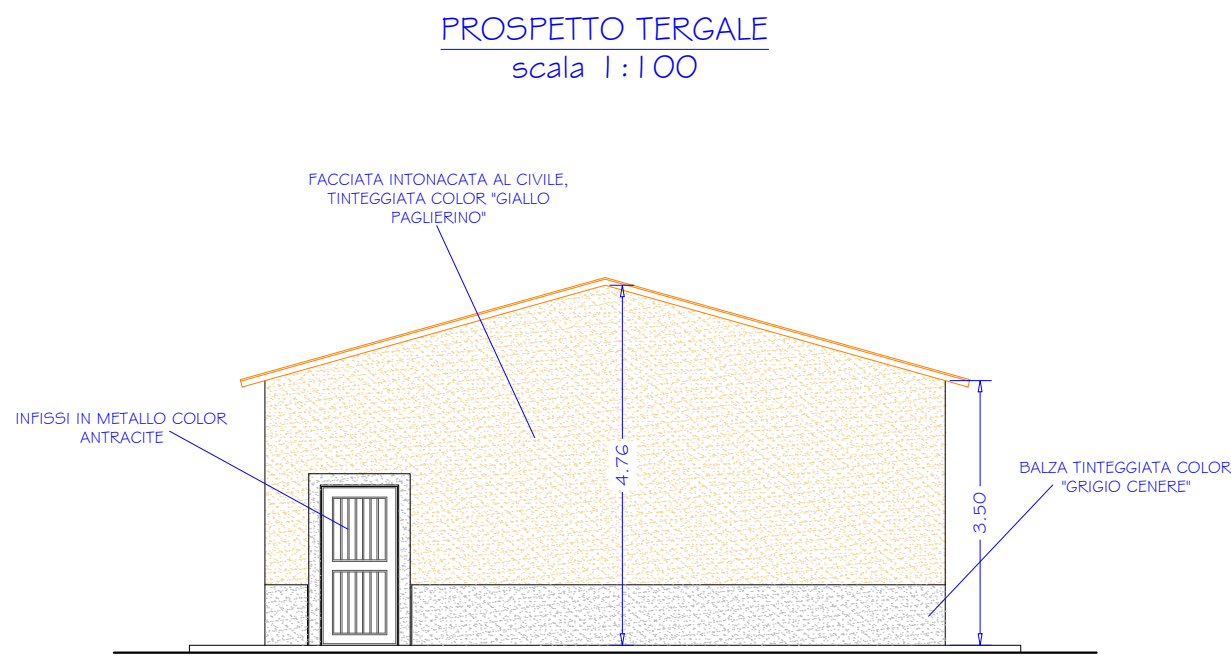 PROSPETTO TERGALE
scala 1:100
FACCIATA INTONACATA AL CIVILE,
TINTEGGIATA COLOR "GIALLO
PAGLIERINO"
INFISSI IN METALLO COLOR
ANTRACITE
4.76
3.50
BALZA TINTEGGIATA COLOR
"GRIGIO CENERE"